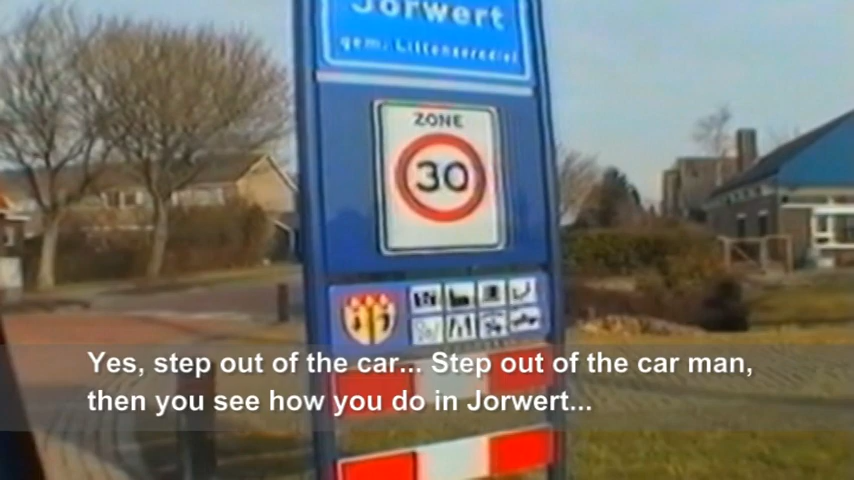 Jorwert
gem. Littenseradiel
ZONE
30
Yes, step out of the car... Step out of the car man,
then you see how you do in Jorwert...